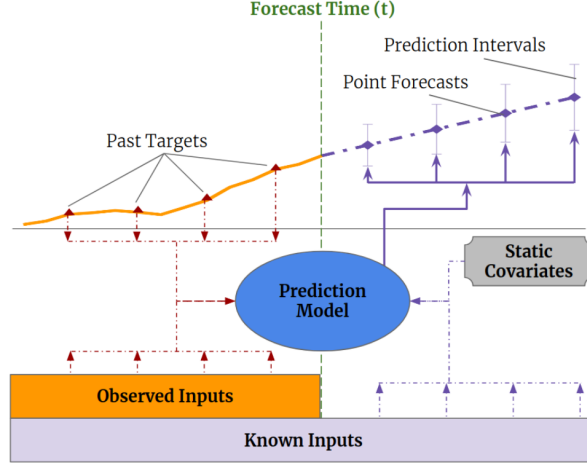 Forecast Time (t)
Prediction Intervals
Point Forecasts
Past Targets
Static
Covariates
Prediction
Model
Observed Inputs
Known Inputs